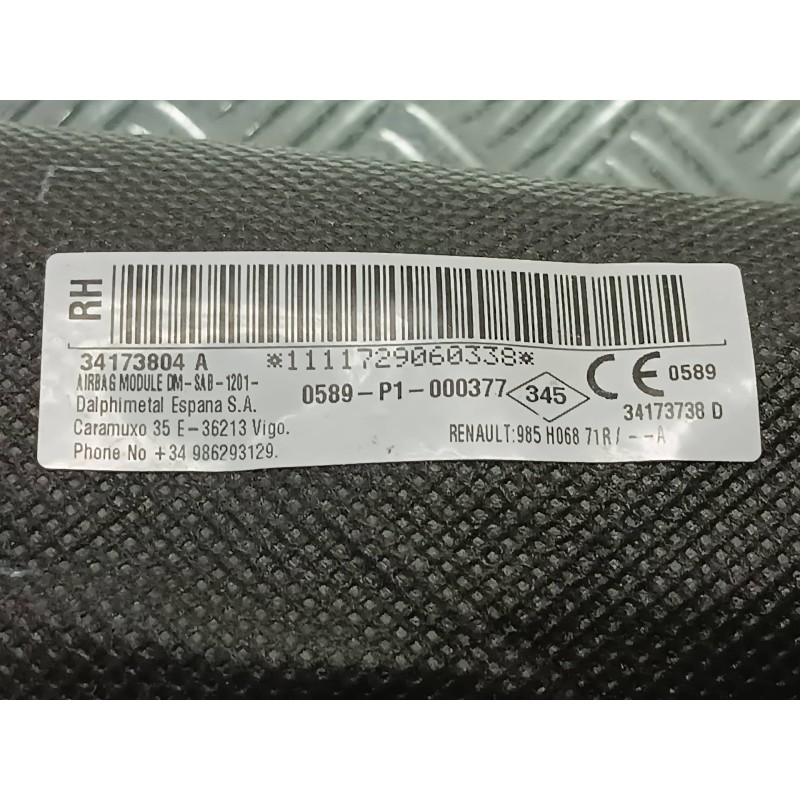 RH
34173804 A
*1111729060338*
AIRBAG MODULE DM-SAB-1201-
Dalphimetal Espana S.A.
Caramuxo 35 E-36213 Vigo.
Phone No +34 986293129.
0589-P1-000377
345
CE 0589
34173738 D
RENAULT:985 H068 71R/ --A